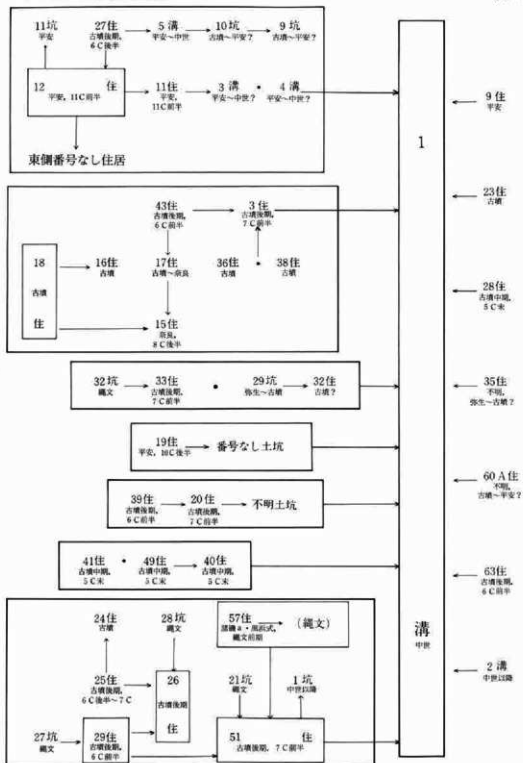 11坑
平安
27住
古墳後期,
6C後半
5溝
平安〜中世
10坑
古墳〜平安?
9坑
古墳〜平安?
12 住
平安, 11C前半
11住
平安,
11C前半
3溝
平安〜中世?
・
4溝
平安〜中世?
東側番号なし住居
43住
古墳後期,
6C前半
3住
古墳後期,
7C前半
18
古墳
住
16住
古墳
17住
古墳〜奈良
36住
古墳
・
38住
古墳
15住
奈良,
8C後半
32坑
縄文
33住
古墳後期,
7C前半
・
29坑
弥生〜古墳
32住
古墳?
19住
平安, 10C後半
番号なし土坑
39住
古墳後期,
6C前半
20住
古墳後期,
7C前半
不明土坑
41住
古墳中期,
5C末
・
49住
古墳中期,
5C末
40住
古墳中期,
5C末
24住
古墳
28坑
縄文
57住
諸磯a・黒浜式,
縄文前期
(縄文)
25住
古墳後期,
6C後半〜7C
26
古墳後期
住
21坑
縄文
1坑
中世以降
27坑
縄文
29住
古墳後期,
6C前半
51 住
古墳後期, 7C前半
1
溝
中世
9住
平安
23住
古墳
28住
古墳中期,
5C末
35住
不明,
弥生〜古墳?
60A住
不明,
古墳〜平安?
63住
古墳後期,
6C前半
2溝
中世以降